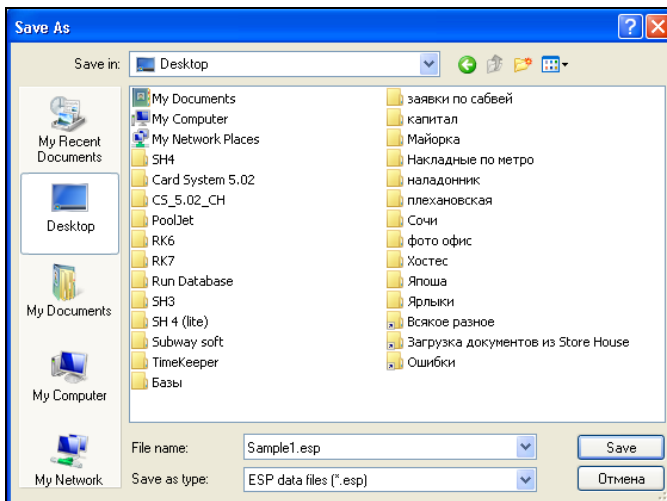 Save As
Save in:
Desktop
My Recent
Documents
Desktop
My Documents
My Computer
My Network
My Documents
My Computer
My Network Places
SH4
Card System 5.02
CS_5.02_CH
PoolJet
RK6
RK7
Run Database
SH3
SH 4 (lite)
Subway soft
TimeKeeper
Базы
заявки по сабвей
капитал
Майорка
Накладные по метро
наладонник
плехановская
Сочи
фото офис
Хостес
Япоша
Ярлыки
Всякое разное
Загрузка документов из Store House
Ошибки
File name:
Sample1.esp
Save
Save as type:
ESP data files (*.esp)
Отмена